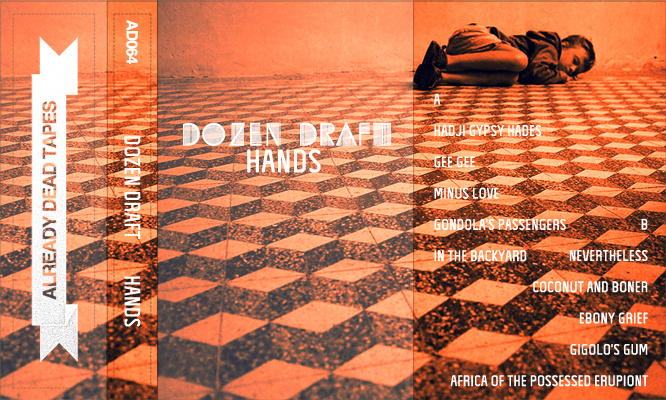 ALREADY DEAD TAPES
AD064
DOZEN DRAFT HANDS
DOZEN DRAFT
HANDS
A
HADJI GYPSY HADES
GEE GEE
MINUS LOVE
GONDOLA'S PASSENGERS
IN THE BACKYARD
B
NEVERTHELESS
COCONUT AND BONER
EBONY GRIEF
GIGOLO'S GUM
AFRICA OF THE POSSESSED ERUPIONT